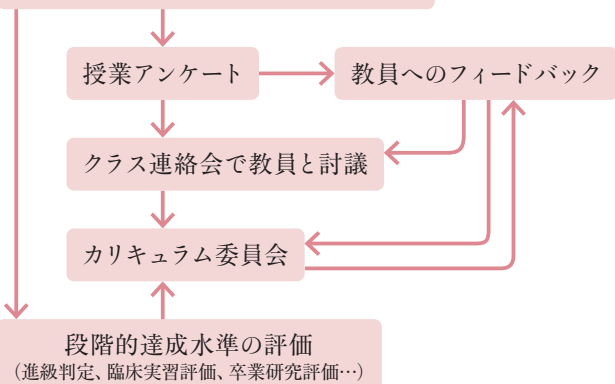 授業アンケート
教員へのフィードバック
クラス連絡会で教員と討議
カリキュラム委員会
段階的達成水準の評価
（進級判定、臨床実習評価、卒業研究評価…）